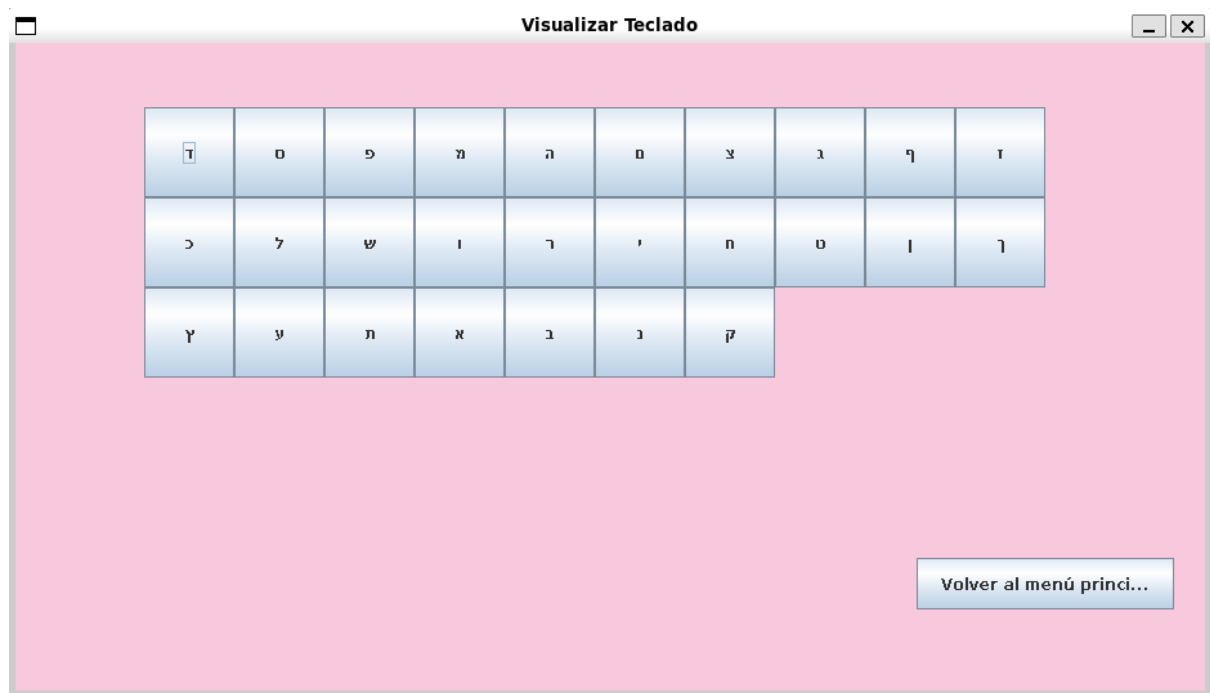 Visualizar Teclado
ד ס פ מ ה ם צ ג ף ז
כ ל ש ו ר י ח ט ן ך
ץ ע ת א ב נ ק
Volver al menú princi...